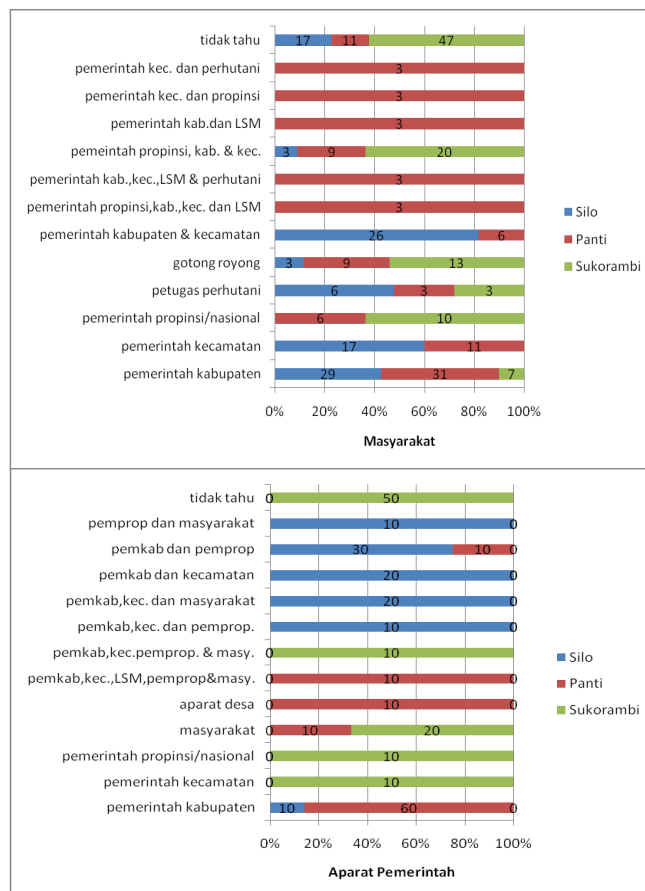 tidak tahu 17 11 47
pemerintah kec. dan perhutani 3
pemerintah kec. dan propinsi 3
pemerintah kab.dan LSM 3
pemeintah propinsi, kab. & kec. 3 9 20
pemerintah kab.,kec.,LSM & perhutani 3
pemerintah propinsi,kab.,kec. dan LSM 3
pemerintah kabupaten & kecamatan 26 6
gotong royong 3 9 13
petugas perhutani 6 3 3
pemerintah propinsi/nasional 6 10
pemerintah kecamatan 17 11
pemerintah kabupaten 29 31 7
0% 20% 40% 60% 80% 100%
Masyarakat
Silo
Panti
Sukorambi
tidak tahu 0 50
pemprop dan masyarakat 10 0
pemkab dan pemprop 30 10 0
pemkab dan kecamatan 20 0
pemkab,kec. dan masyarakat 20 0
pemkab,kec. dan pemprop. 10 0
pemkab,kec.pemprop. & masy. 0 10
pemkab,kec.,LSM,pemprop&masy. 0 10 0
aparat desa 0 10 0
masyarakat 0 10 20
pemerintah propinsi/nasional 0 10
pemerintah kecamatan 0 10
pemerintah kabupaten 10 60 0
0% 20% 40% 60% 80% 100%
Aparat Pemerintah
Silo
Panti
Sukorambi